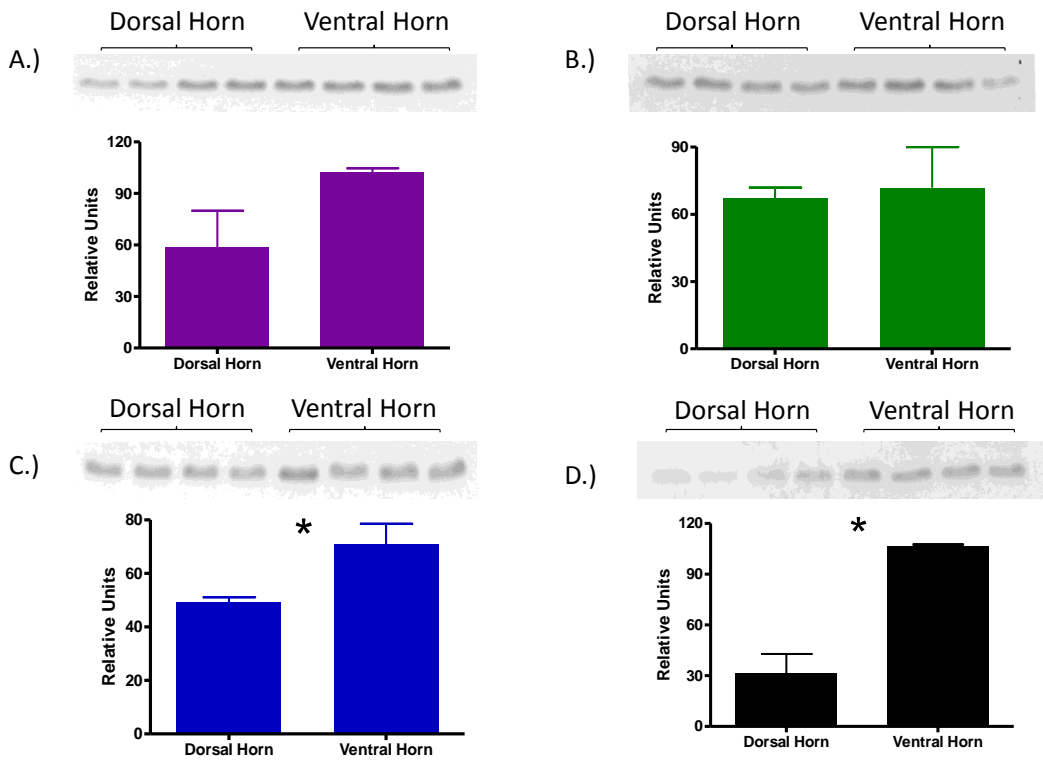 Dorsal Horn Ventral Horn
A.)
120
90
60
30
0
Relative Units
Dorsal Horn Ventral Horn
Dorsal Horn Ventral Horn
B.)
90
60
30
0
Relative Units
Dorsal Horn Ventral Horn
Dorsal Horn Ventral Horn
C.)
80
60
40
20
0
Relative Units
*
Dorsal Horn Ventral Horn
Dorsal Horn Ventral Horn
D.)
120
90
60
30
0
Relative Units
*
Dorsal Horn Ventral Horn